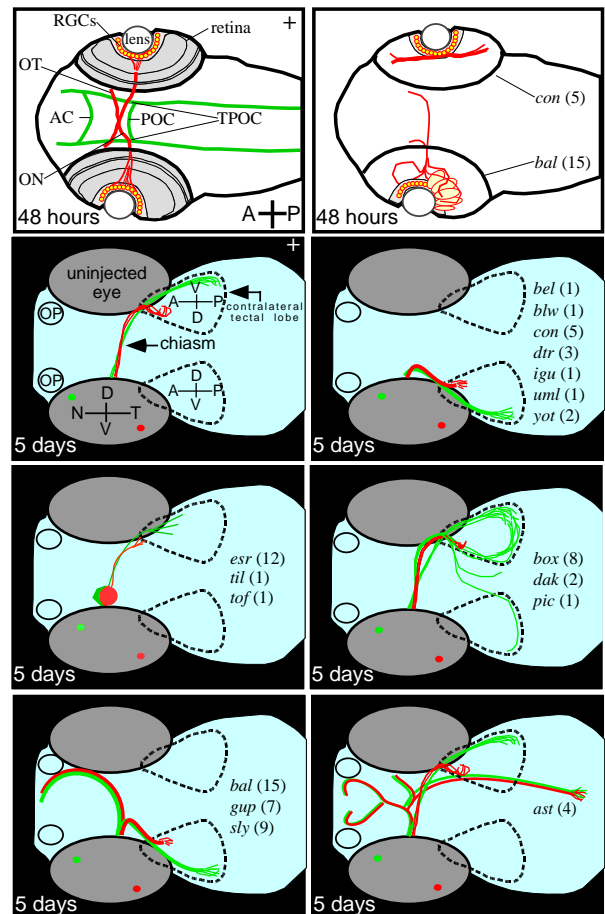 RGCs
lens
retina
+
OT
AC
POC
TPOC
ON
48 hours
A P
con (5)
bal (15)
48 hours
+
uninjected
eye
V
A P
D
contralateral
tectal lobe
OP
chiasm
OP
D
A P
V
D
N T
V
5 days
bel (1)
blw (1)
con (5)
dtr (3)
igu (1)
uml (1)
yot (2)
5 days
esr (12)
til (1)
tof (1)
5 days
box (8)
dak (2)
pic (1)
5 days
bal (15)
gup (7)
sly (9)
5 days
ast (4)
5 days